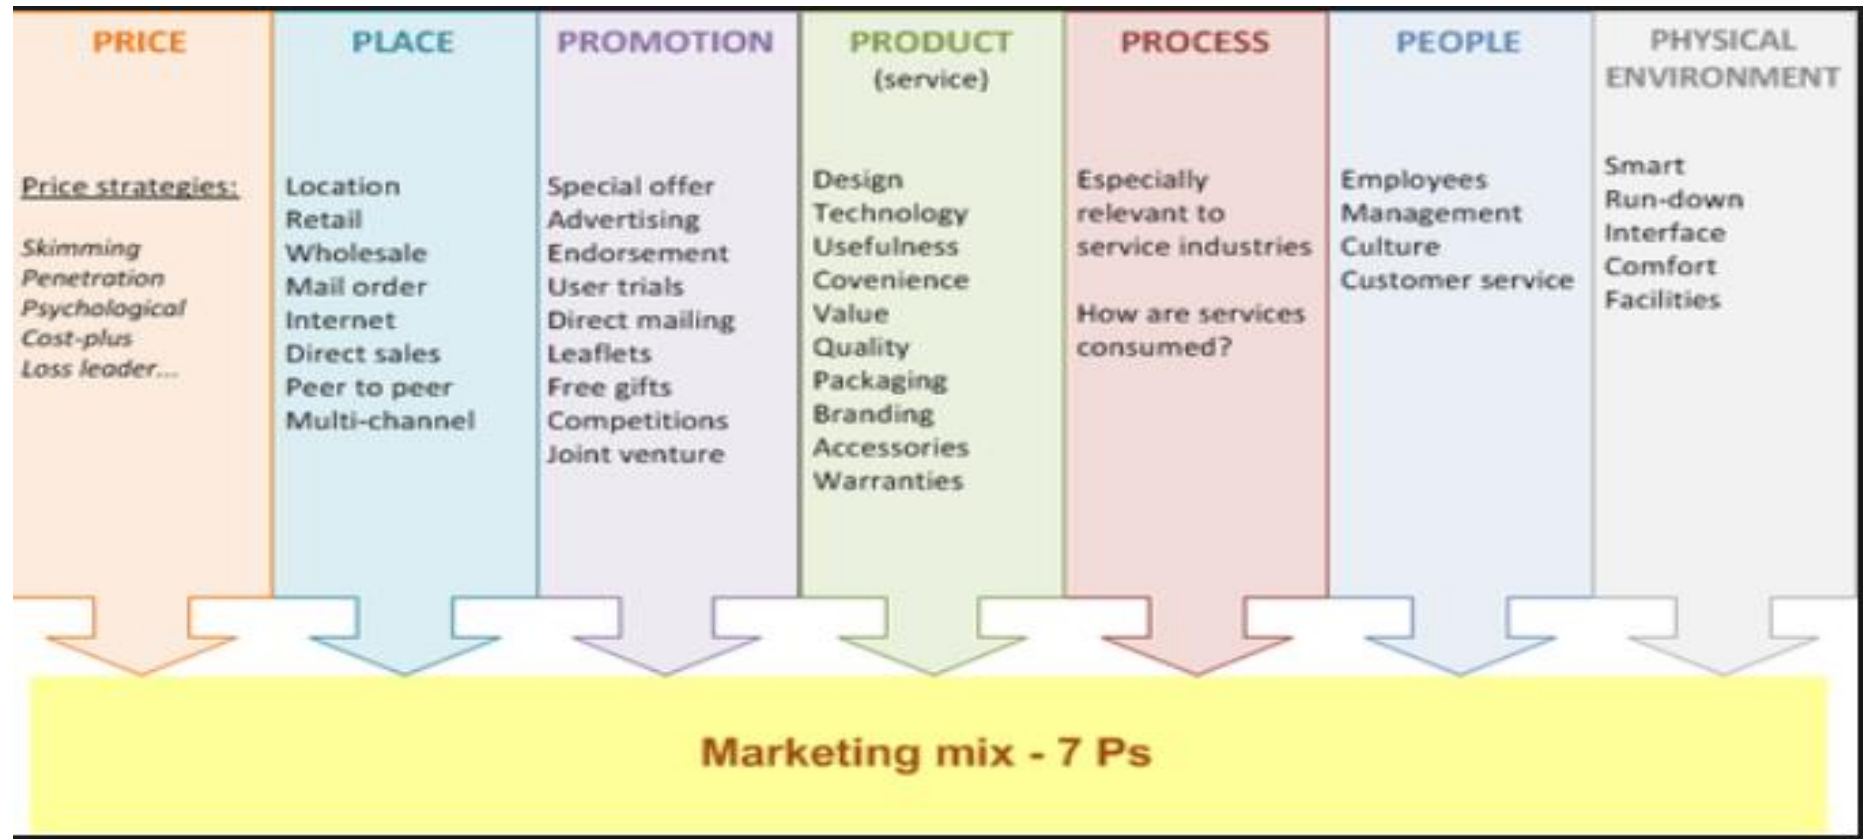 PRICE
Price strategies:
Skimming
Penetration
Psychological
Cost-plus
Loss leader...
PLACE
Location
Retail
Wholesale
Mail order
Internet
Direct sales
Peer to peer
Multi-channel
PROMOTION
Special offer
Advertising
Endorsement
User trials
Direct mailing
Leaflets
Free gifts
Competitions
Joint venture
PRODUCT
(service)
Design
Technology
Usefulness
Covenience
Value
Quality
Packaging
Branding
Accessories
Warranties
PROCESS
Especially
relevant to
service industries
How are services
consumed?
PEOPLE
Employees
Management
Culture
Customer service
PHYSICAL
ENVIRONMENT
Smart
Run-down
Interface
Comfort
Facilities
Marketing mix - 7 Ps